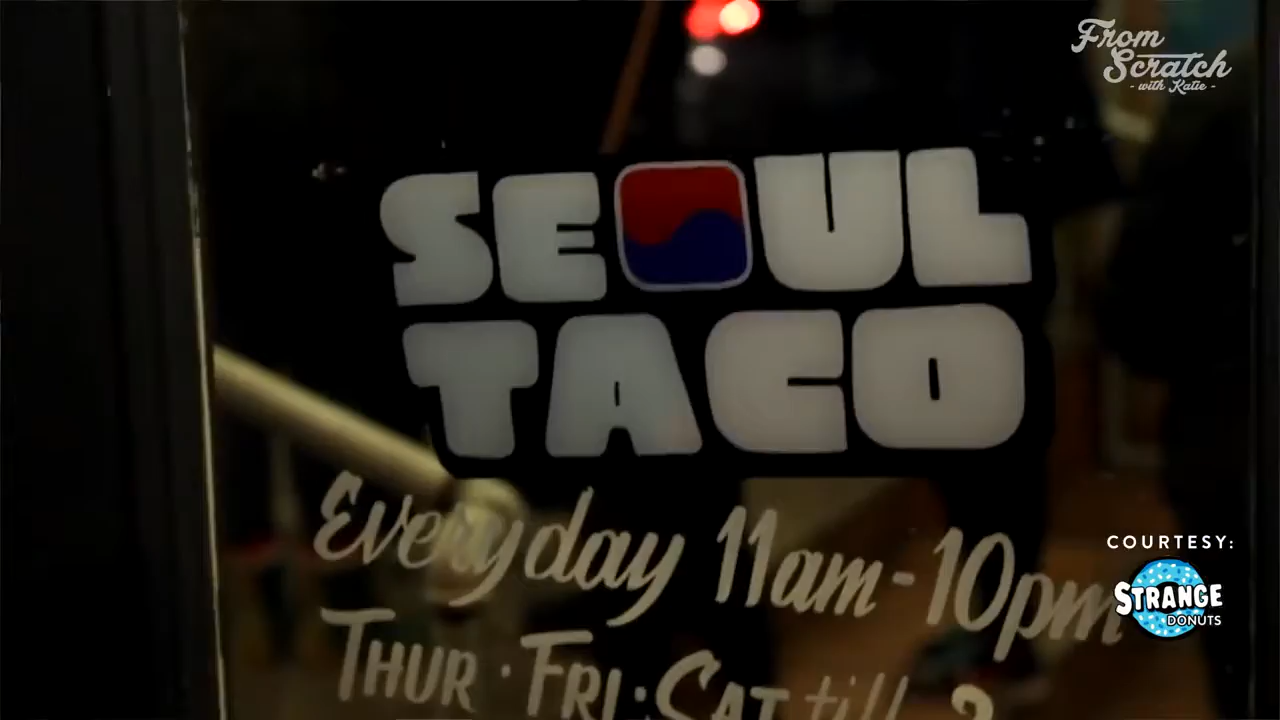 From
Scratch
- with Katie -
SEOUL
TACO
Everyday 11am-10pm
THUR · FRI · SAT till
COURTESY:
STRANGE
DONUTS